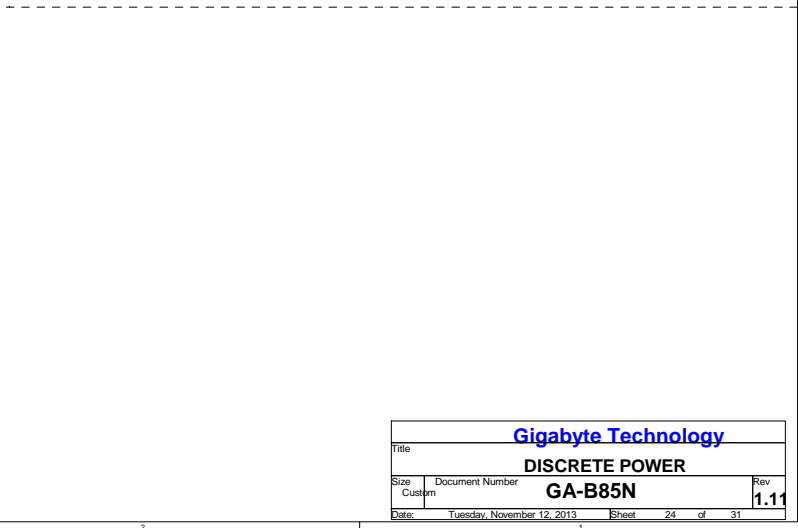 Gigabyte Technology
Title
DISCRETE POWER
Size Document Number Rev
Custom GA-B85N 1.11
Date: Tuesday, November 12, 2013 Sheet 24 of 31
2 1